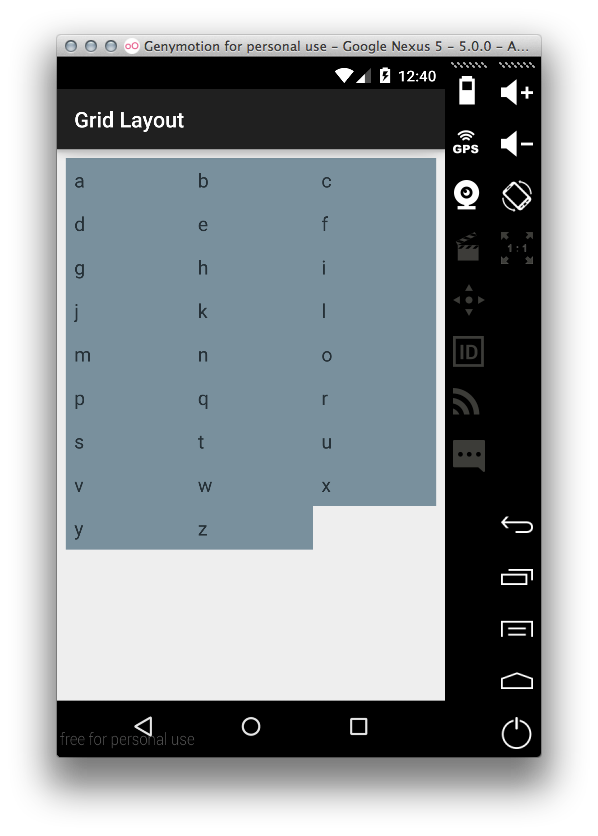 Genymotion for personal use – Google Nexus 5 – 5.0.0 – A...
12:40
Grid Layout
a b c
d e f
g h i
j k l
m n o
p q r
s t u
v w x
y z
GPS
1:1
ID
free for personal use